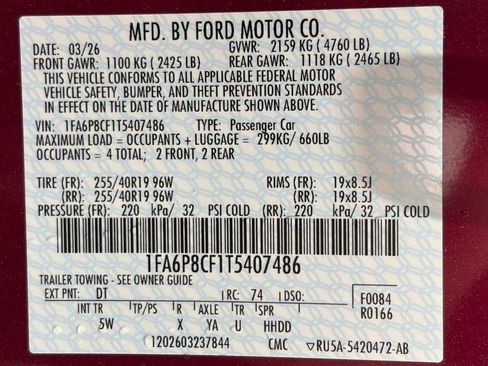 MFD. BY FORD MOTOR CO.
DATE: 03/26 GVWR: 2159 KG (4760 LB)
FRONT GAWR: 1100 KG (2425 LB) REAR GAWR: 1118 KG (2465 LB)
THIS VEHICLE CONFORMS TO ALL APPLICABLE FEDERAL MOTOR
VEHICLE SAFETY, BUMPER, AND THEFT PREVENTION STANDARDS
IN EFFECT ON THE DATE OF MANUFACTURE SHOWN ABOVE.
VIN: 1FA6P8CF1T5407486 TYPE: Passenger Car
MAXIMUM LOAD = OCCUPANTS + LUGGAGE = 299KG/ 660LB
OCCUPANTS = 4 TOTAL; 2 FRONT, 2 REAR
TIRE (FR): 255/40R19 96W RIMS (FR): 19x8.5J
(RR): 255/40R19 96W (RR): 19x8.5J
PRESSURE (FR): 220 kPa/ 32 PSI COLD (RR): 220 kPa/ 32 PSI COLD
1FA6P8CF1T5407486
TRAILER TOWING - SEE OWNER GUIDE
EXT PNT: DT RC: 74 DSO: F0084
INT TR TP/PS R AXLE TR SPR R0166
5W X YA U HHDD
1202603237844 CMC ▽RU5A-5420472-AB